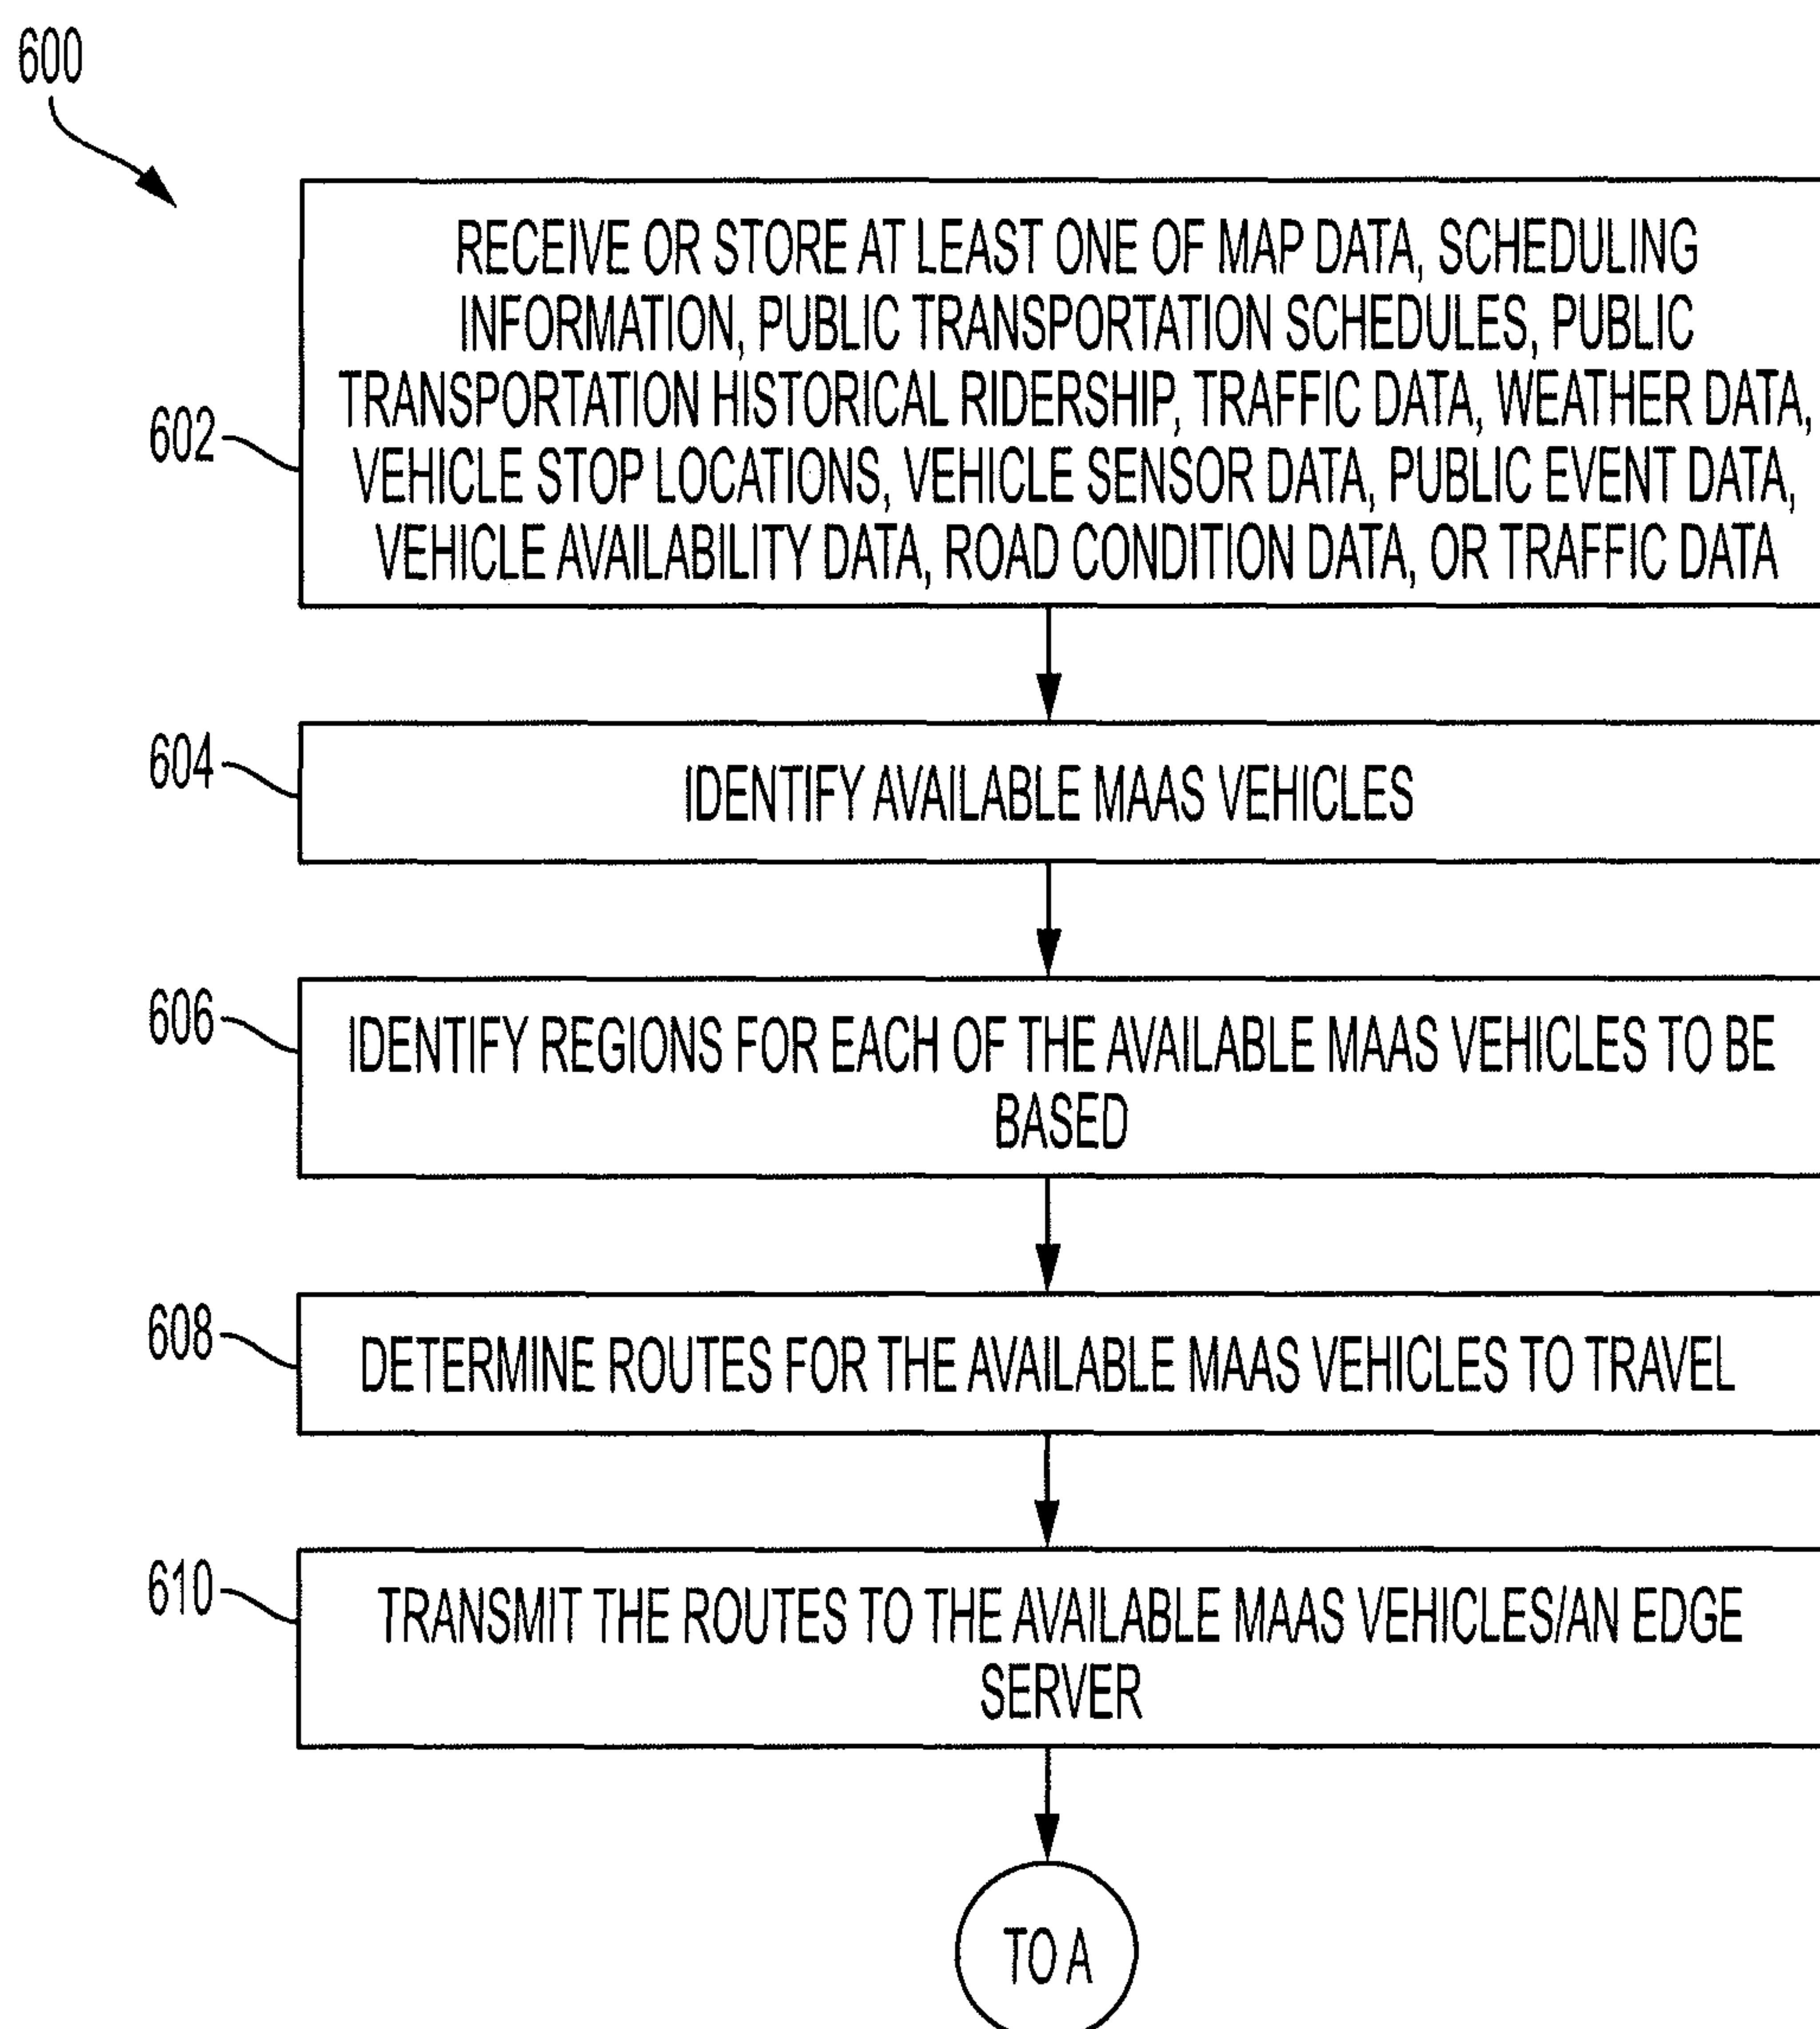 600
RECEIVE OR STORE AT LEAST ONE OF MAP DATA, SCHEDULING
INFORMATION, PUBLIC TRANSPORTATION SCHEDULES, PUBLIC
TRANSPORTATION HISTORICAL RIDERSHIP, TRAFFIC DATA, WEATHER DATA,
602
VEHICLE STOP LOCATIONS, VEHICLE SENSOR DATA, PUBLIC EVENT DATA,
VEHICLE AVAILABILITY DATA, ROAD CONDITION DATA, OR TRAFFIC DATA
604
IDENTIFY AVAILABLE MAAS VEHICLES
606
IDENTIFY REGIONS FOR EACH OF THE AVAILABLE MAAS VEHICLES TO BE
BASED
608
DETERMINE ROUTES FOR THE AVAILABLE MAAS VEHICLES TO TRAVEL
610
TRANSMIT THE ROUTES TO THE AVAILABLE MAAS VEHICLES/AN EDGE
SERVER
TO A